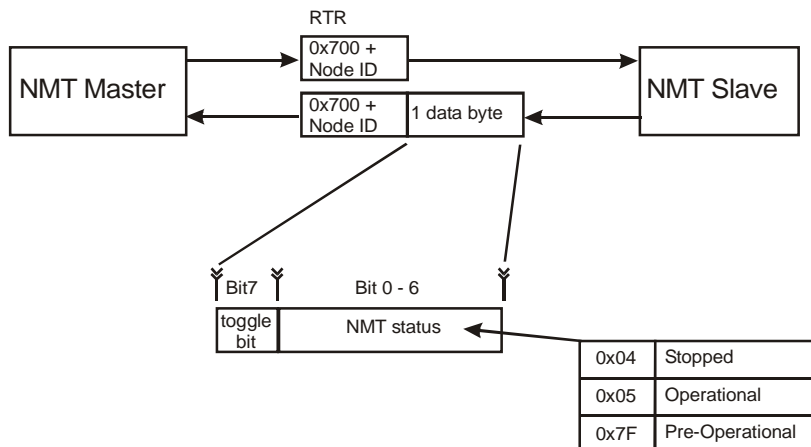 RTR
NMT Master
0x700 +
Node ID
NMT Slave
0x700 +
Node ID
1 data byte
Bit7
Bit 0 - 6
toggle
bit
NMT status
0x04
Stopped
0x05
Operational
0x7F
Pre-Operational